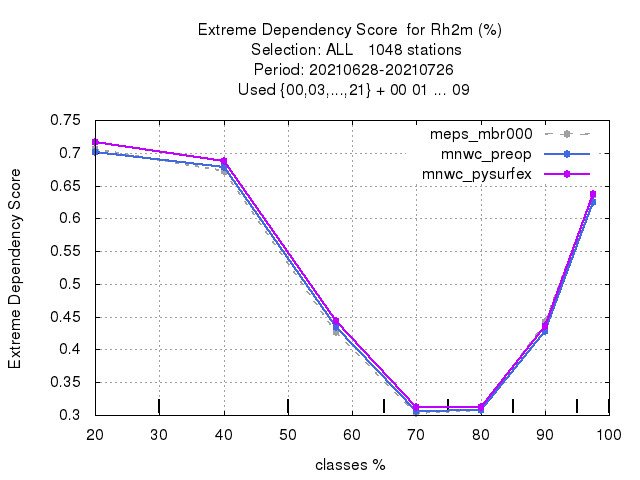 Extreme Dependency Score  for Rh2m (%)
Selection: ALL   1048 stations
Period: 20210628-20210726
Used {00,03,...,21} + 00 01 ... 09
meps_mbr000
mnwc_preop
mnwc_pysurfex
Extreme Dependency Score
0.75
0.7
0.65
0.6
0.55
0.5
0.45
0.4
0.35
0.3
20 30 40 50 60 70 80 90 100
classes %